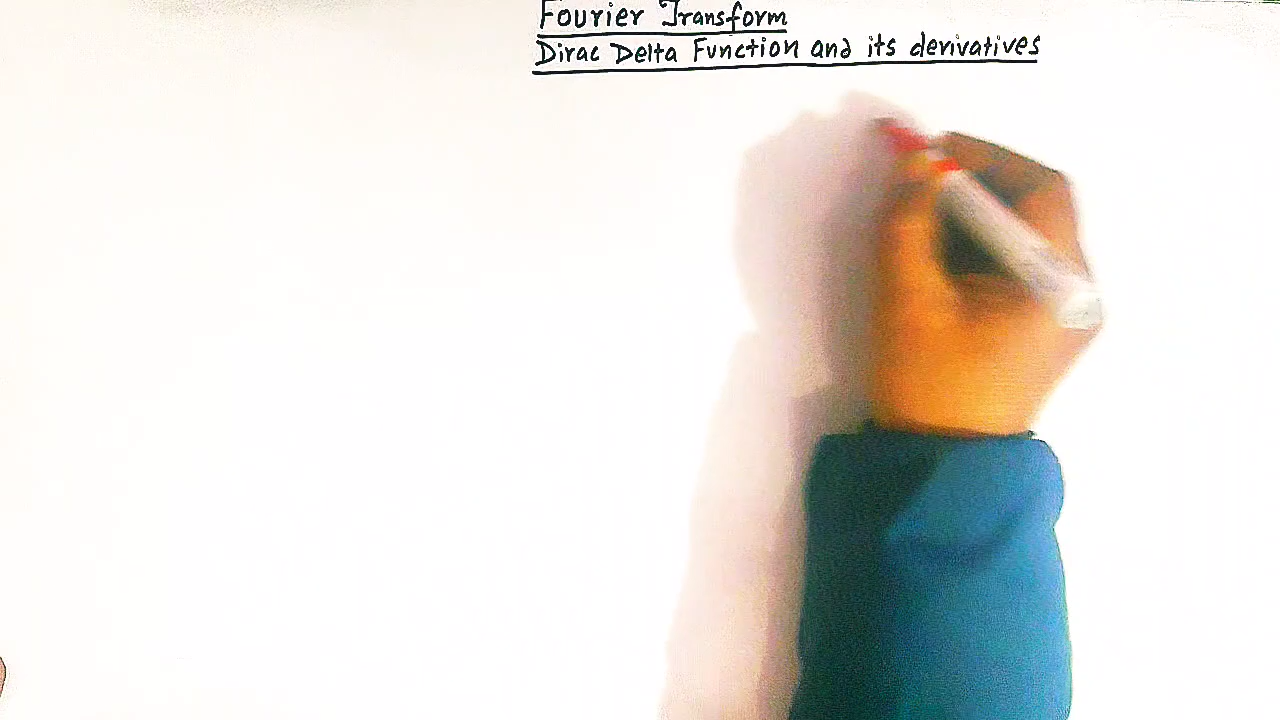 Fourier Transform
Dirac Delta Function and its derivatives